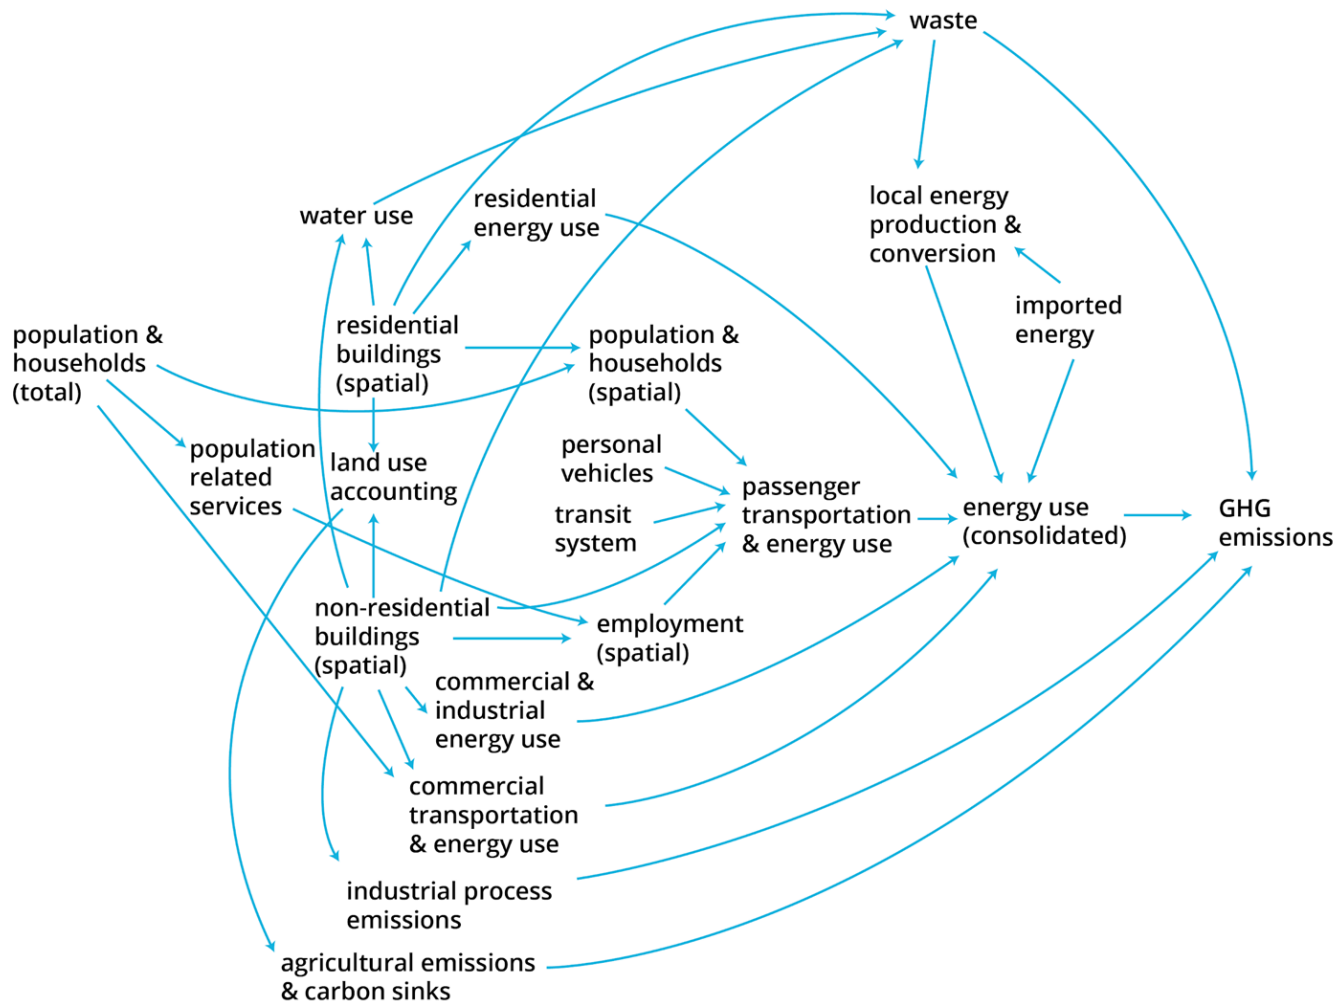 waste
water use
residential
energy use
local energy
production &
conversion
imported
energy
population &
households
(total)
residential
buildings
(spatial)
population &
households
(spatial)
population
related
services
land use
accounting
personal
vehicles
transit
system
passenger
transportation
& energy use
energy use
(consolidated)
GHG
emissions
non-residential
buildings
(spatial)
employment
(spatial)
commercial &
industrial
energy use
commercial
transportation
& energy use
industrial process
emissions
agricultural emissions
& carbon sinks